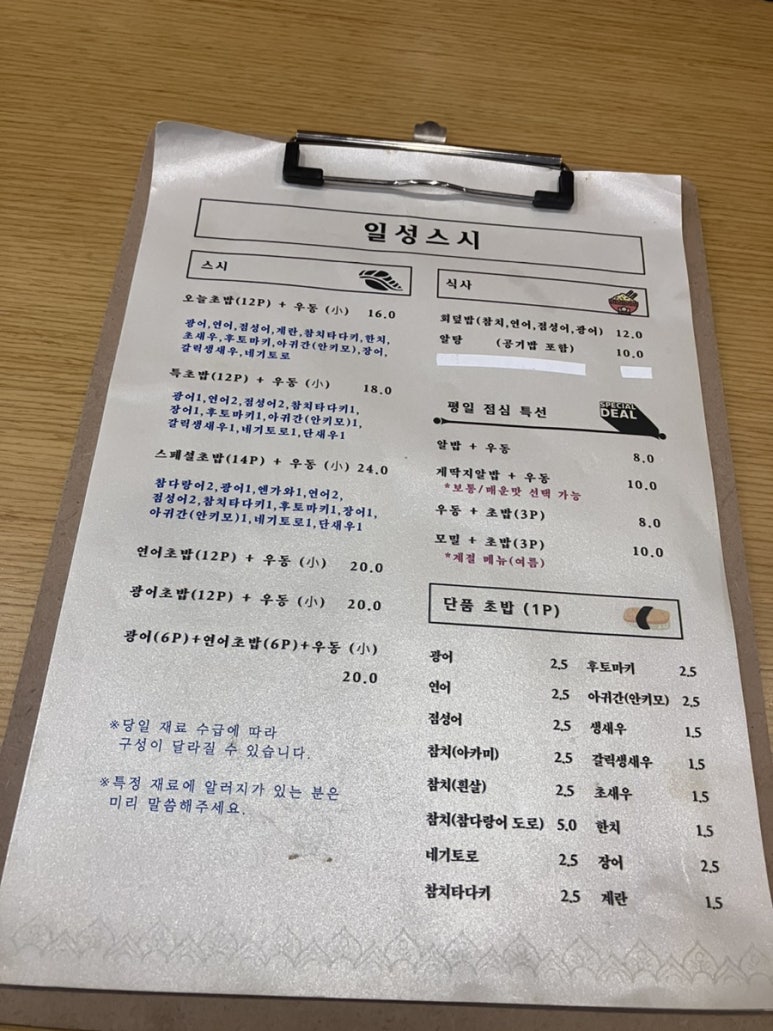 일성스시
스시
오늘초밥(12P) + 우동 (小) 16.0
광어,연어,점성어,계란,참치타다키,한치,
초새우,후토마키,아귀간(안키모),장어,
갈릭생새우,네기토로
특초밥(12P) + 우동 (小) 18.0
광어1,연어2,점성어2,참치타다키1,
장어1,후토마키1,아귀간(안키모)1,
갈릭생새우1,네기토로1,단새우1
스페셜초밥(14P) + 우동 (小) 24.0
참다랑어2,광어1,엔가와1,연어2,
점성어2,참치타다키1,후토마키1,장어1,
아귀간(안키모)1,네기토로1,단새우1
연어초밥(12P) + 우동 (小) 20.0
광어초밥(12P) + 우동 (小) 20.0
광어(6P)+연어초밥(6P)+우동 (小)
20.0
※당일 재료 수급에 따라
구성이 달라질 수 있습니다.
※특정 재료에 알러지가 있는 분은
미리 말씀해주세요.
식사
회덮밥(참치,연어,점성어,광어) 12.0
알탕 (공기밥 포함) 10.0
평일 점심 특선
SPECIAL
DEAL
알밥 + 우동 8.0
게딱지알밥 + 우동 10.0
*보통/매운맛 선택 가능
우동 + 초밥(3P) 8.0
모밀 + 초밥(3P) 10.0
*계절 메뉴(여름)
단품 초밥 (1P)
광어 2.5 후토마키 2.5
연어 2.5 아귀간(안키모) 2.5
점성어 2.5 생새우 1.5
참치(아카미) 2.5 갈릭생새우 1.5
참치(흰살) 2.5 초새우 1.5
참치(참다랑어 도로) 5.0 한치 1.5
네기토로 2.5 장어 2.5
참치타다키 2.5 계란 1.5